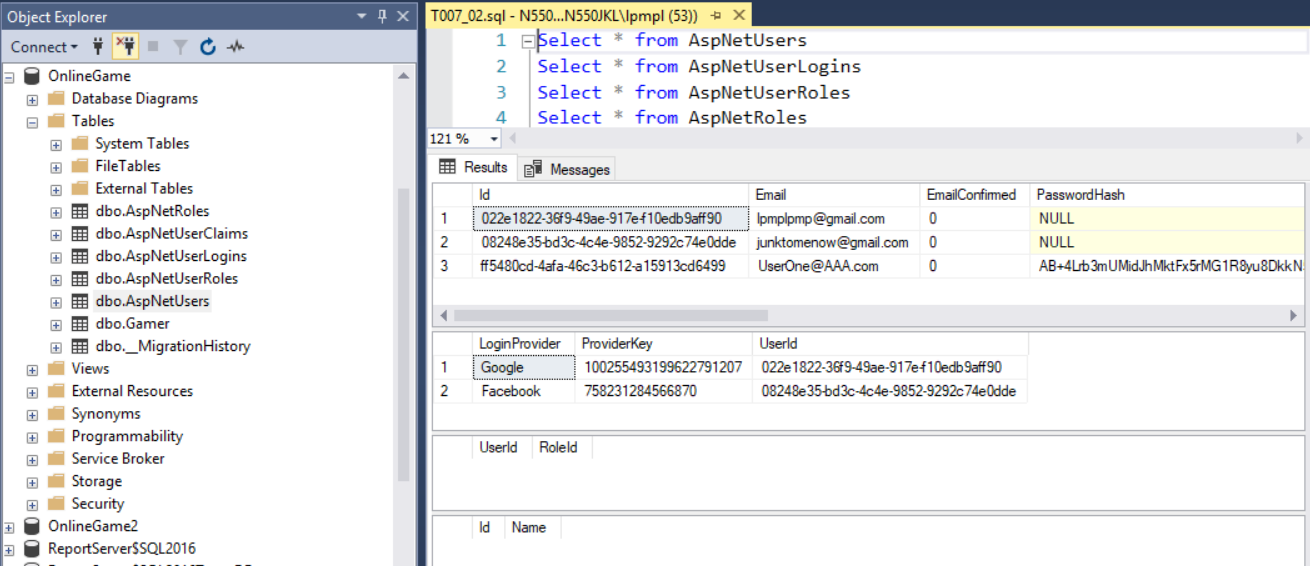 Object Explorer
Connect
OnlineGame
Database Diagrams
Tables
System Tables
FileTables
External Tables
dbo.AspNetRoles
dbo.AspNetUserClaims
dbo.AspNetUserLogins
dbo.AspNetUserRoles
dbo.AspNetUsers
dbo.Gamer
dbo.__MigrationHistory
Views
External Resources
Synonyms
Programmability
Service Broker
Storage
Security
OnlineGame2
ReportServer$SQL2016
T007_02.sql - N550...N550JKL\lpmpl (53))
1 Select * from AspNetUsers
2 Select * from AspNetUserLogins
3 Select * from AspNetUserRoles
4 Select * from AspNetRoles
121 %
Results Messages
Id Email EmailConfirmed PasswordHash
1 022e1822-36f9-49ae-917e-f10edb9aff90 lpmplpmp@gmail.com 0 NULL
2 08248e35-bd3c-4c4e-9852-9292c74e0dde junktomenow@gmail.com 0 NULL
3 ff5480cd-4afa-46c3-b612-a15913cd6499 UserOne@AAA.com 0 AB+4Lrb3mUMidJhMktFx5rMG1R8yu8DkkN
LoginProvider ProviderKey UserId
1 Google 100255493199622791207 022e1822-36f9-49ae-917e-f10edb9aff90
2 Facebook 758231284566870 08248e35-bd3c-4c4e-9852-9292c74e0dde
UserId RoleId
Id Name